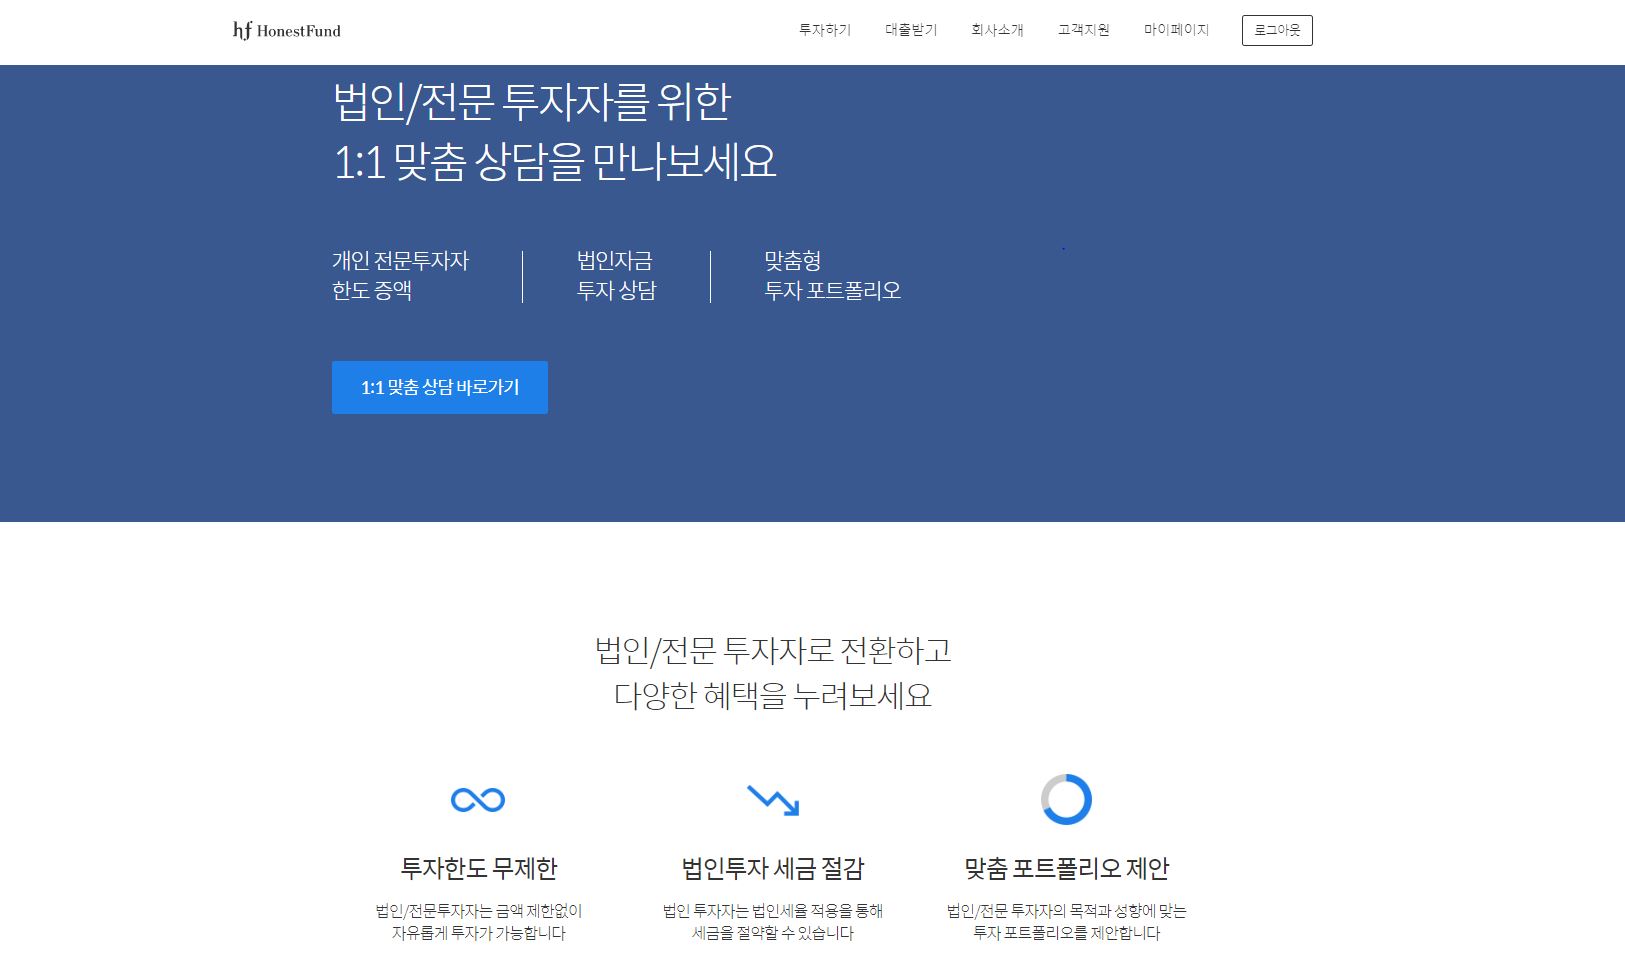 hf HonestFund
투자하기 대출받기 회사소개 고객지원 마이페이지 로그아웃
법인/전문 투자자를 위한
1:1 맞춤 상담을 만나보세요
개인 전문투자자
한도 증액
법인자금
투자 상담
맞춤형
투자 포트폴리오
1:1 맞춤 상담 바로가기
법인/전문 투자자로 전환하고
다양한 혜택을 누려보세요
투자한도 무제한
법인/전문투자자는 금액 제한없이
자유롭게 투자가 가능합니다
법인투자 세금 절감
법인 투자자는 법인세율 적용을 통해
세금을 절약할 수 있습니다
맞춤 포트폴리오 제안
법인/전문 투자자의 목적과 성향에 맞는
투자 포트폴리오를 제안합니다